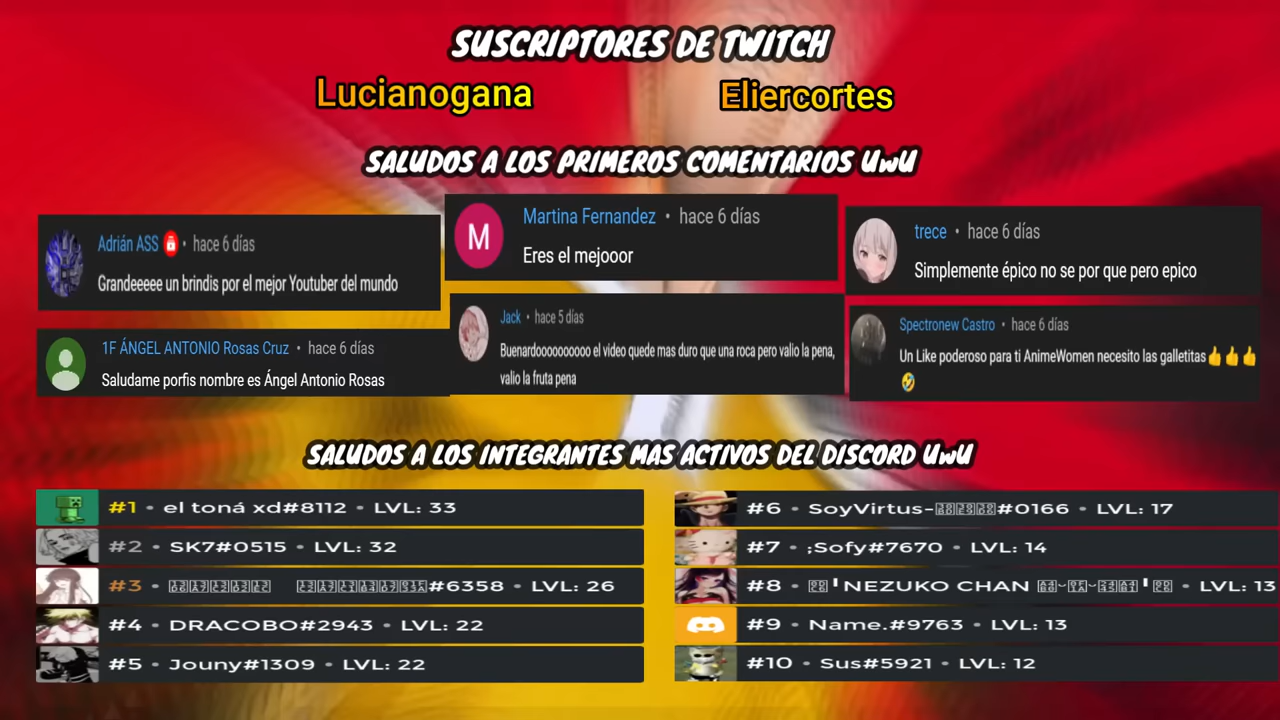 SUSCRIPTORES DE TWITCH
Lucianogana
Eliercortes
SALUDOS A LOS PRIMEROS COMENTARIOS UwU
Adrián ASS • hace 6 días
Grandeeeee un brindis por el mejor Youtuber del mundo
M
Martina Fernandez • hace 6 días
Eres el mejooor
trece • hace 6 días
Simplemente épico no se por que pero epico
1F ÁNGEL ANTONIO Rosas Cruz • hace 6 días
Saludame porfis nombre es Ángel Antonio Rosas
Jack • hace 5 días
Buenardoooooooooo el video quede mas duro que una roca pero valio la pena,
valio la fruta pena
Spectronew Castro • hace 6 días
Un Like poderoso para ti AnimeWomen necesito las galletitas👍👍👍
🤣
SALUDOS A LOS INTEGRANTES MAS ACTIVOS DEL DISCORD UwU
#1 • el toná xd#8112 • LVL: 33
#2 • SK7#0515 • LVL: 32
#3 • #6358 • LVL: 26
#4 • DRACOBO#2943 • LVL: 22
#5 • Jouny#1309 • LVL: 22
#6 • SoyVirtus-#0166 • LVL: 17
#7 • ;Sofy#7670 • LVL: 14
#8 • NEZUKO CHAN • LVL: 13
#9 • Name.#9763 • LVL: 13
#10 • Sus#5921 • LVL: 12